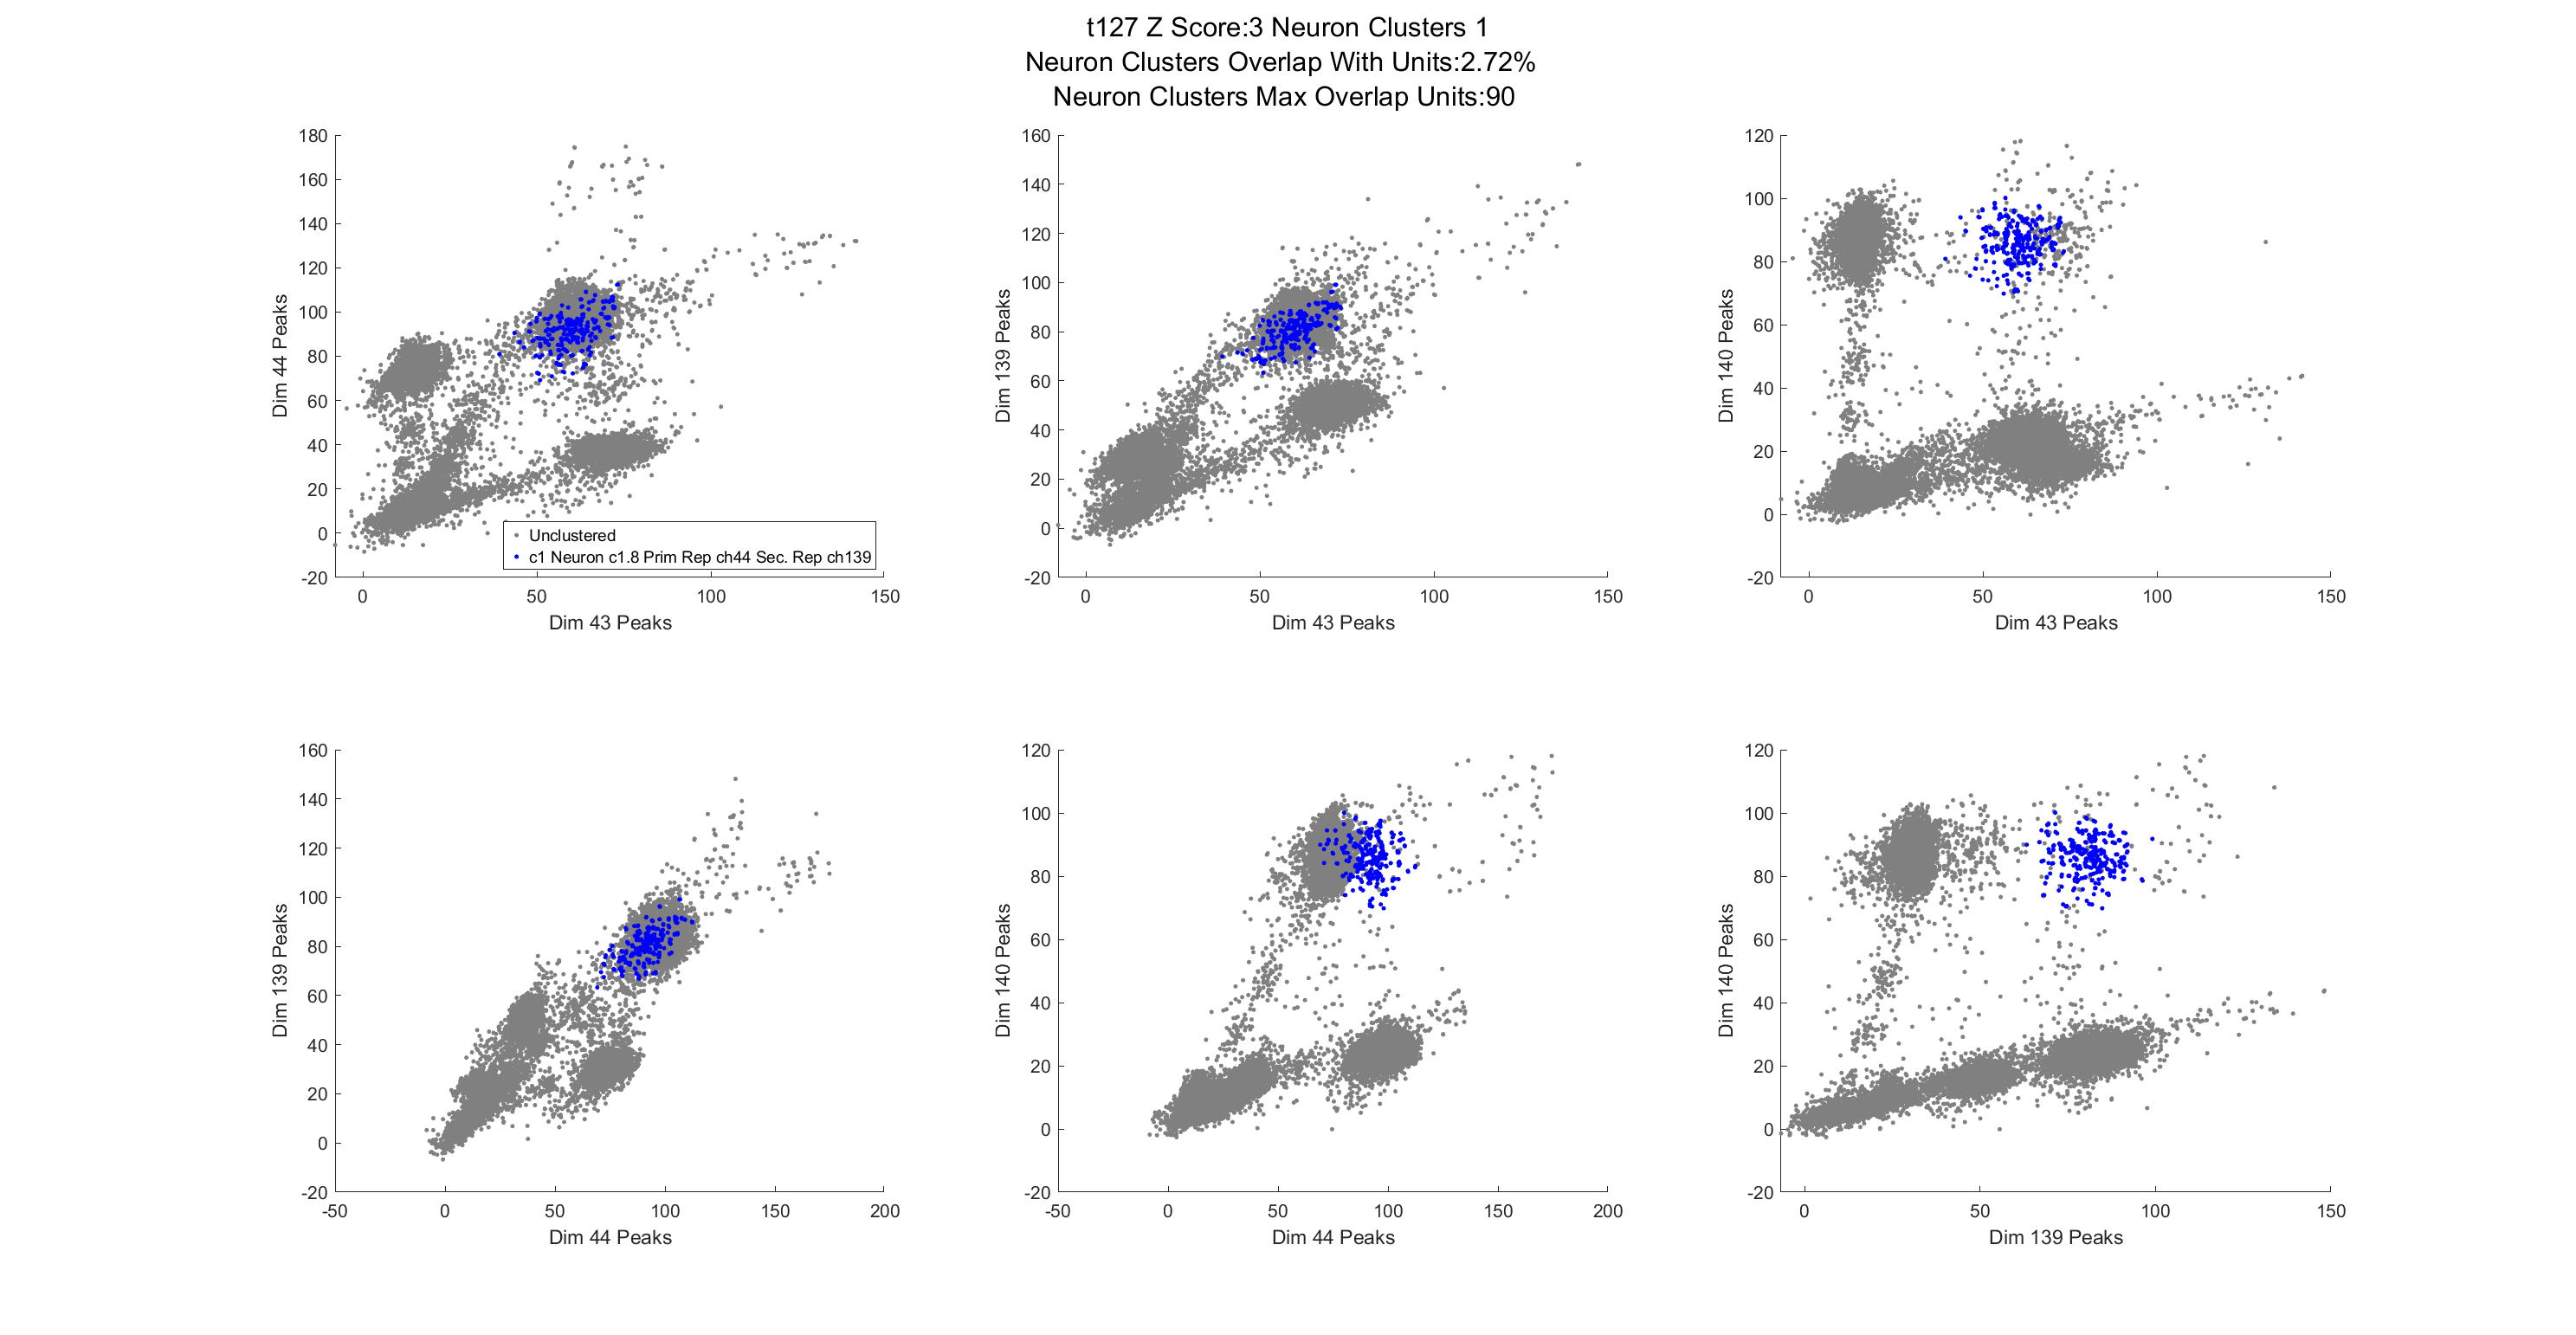 t127 Z Score:3 Neuron Clusters 1
Neuron Clusters Overlap With Units:2.72%
Neuron Clusters Max Overlap Units:90
180
160
140
120
100
80
60
40
20
0
-20
Dim 44 Peaks
0 50 100 150
Dim 43 Peaks
Unclustered
c1 Neuron c1.8 Prim Rep ch44 Sec. Rep ch139
160
140
120
100
80
60
40
20
0
-20
Dim 139 Peaks
0 50 100 150
Dim 43 Peaks
120
100
80
60
40
20
0
-20
Dim 140 Peaks
0 50 100 150
Dim 43 Peaks
160
140
120
100
80
60
40
20
0
-20
Dim 139 Peaks
-50 0 50 100 150 200
Dim 44 Peaks
120
100
80
60
40
20
0
-20
Dim 140 Peaks
-50 0 50 100 150 200
Dim 44 Peaks
120
100
80
60
40
20
0
-20
Dim 140 Peaks
0 50 100 150
Dim 139 Peaks